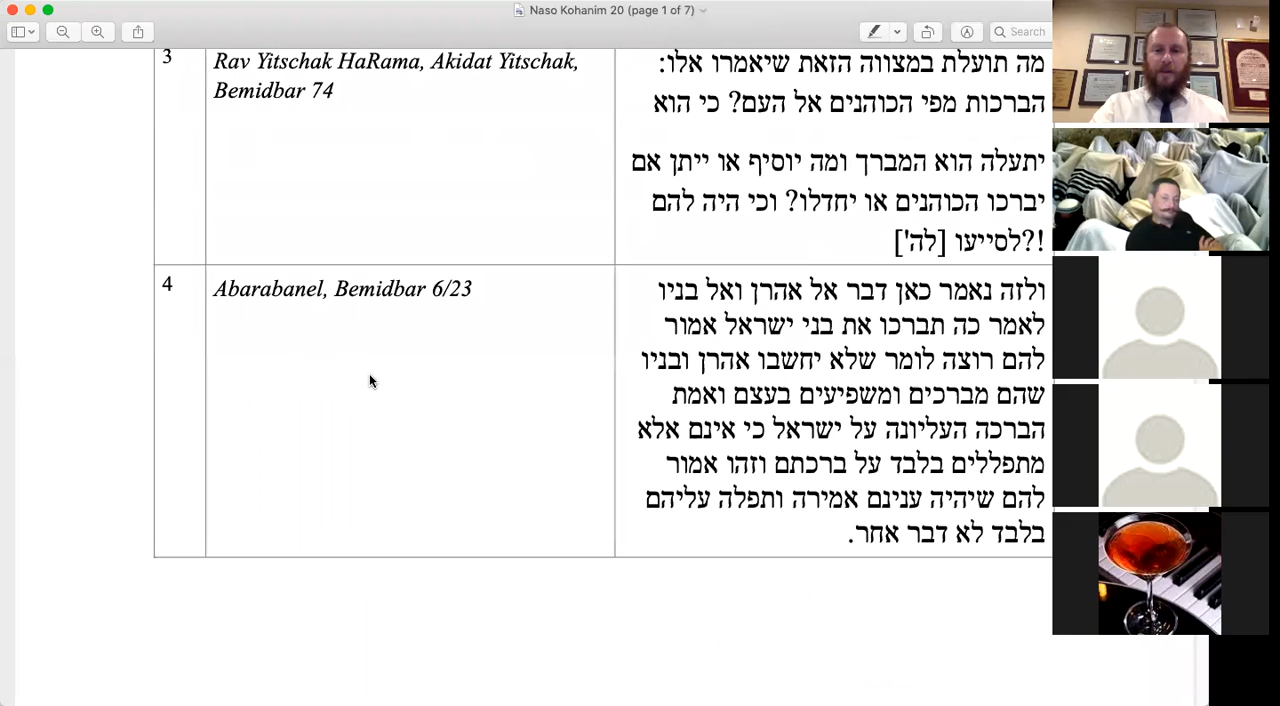 Naso Kohanim 20 (page 1 of 7)
Search
3
Rav Yitschak HaRama, Akidat Yitschak,
Bemidbar 74
מה תועלת במצווה הזאת שיאמרו אלו:
הברכות מפי הכוהנים אל העם? כי הוא
יתעלה הוא המברך ומה יוסיף או ייתן אם
יברכו הכוהנים או יחדלו? וכי היה להם
!?לסייעו [לה']
4
Abarabanel, Bemidbar 6/23
ולזה נאמר כאן דבר אל אהרן ואל בניו
לאמר כה תברכו את בני ישראל אמור
להם רוצה לומר שלא יחשבו אהרן ובניו
שהם מברכים ומשפיעים בעצם ואמת
הברכה העליונה על ישראל כי אינם אלא
מתפללים בלבד על ברכתם וזהו אמור
להם שיהיה ענינם אמירה ותפלה עליהם
בלבד לא דבר אחר.